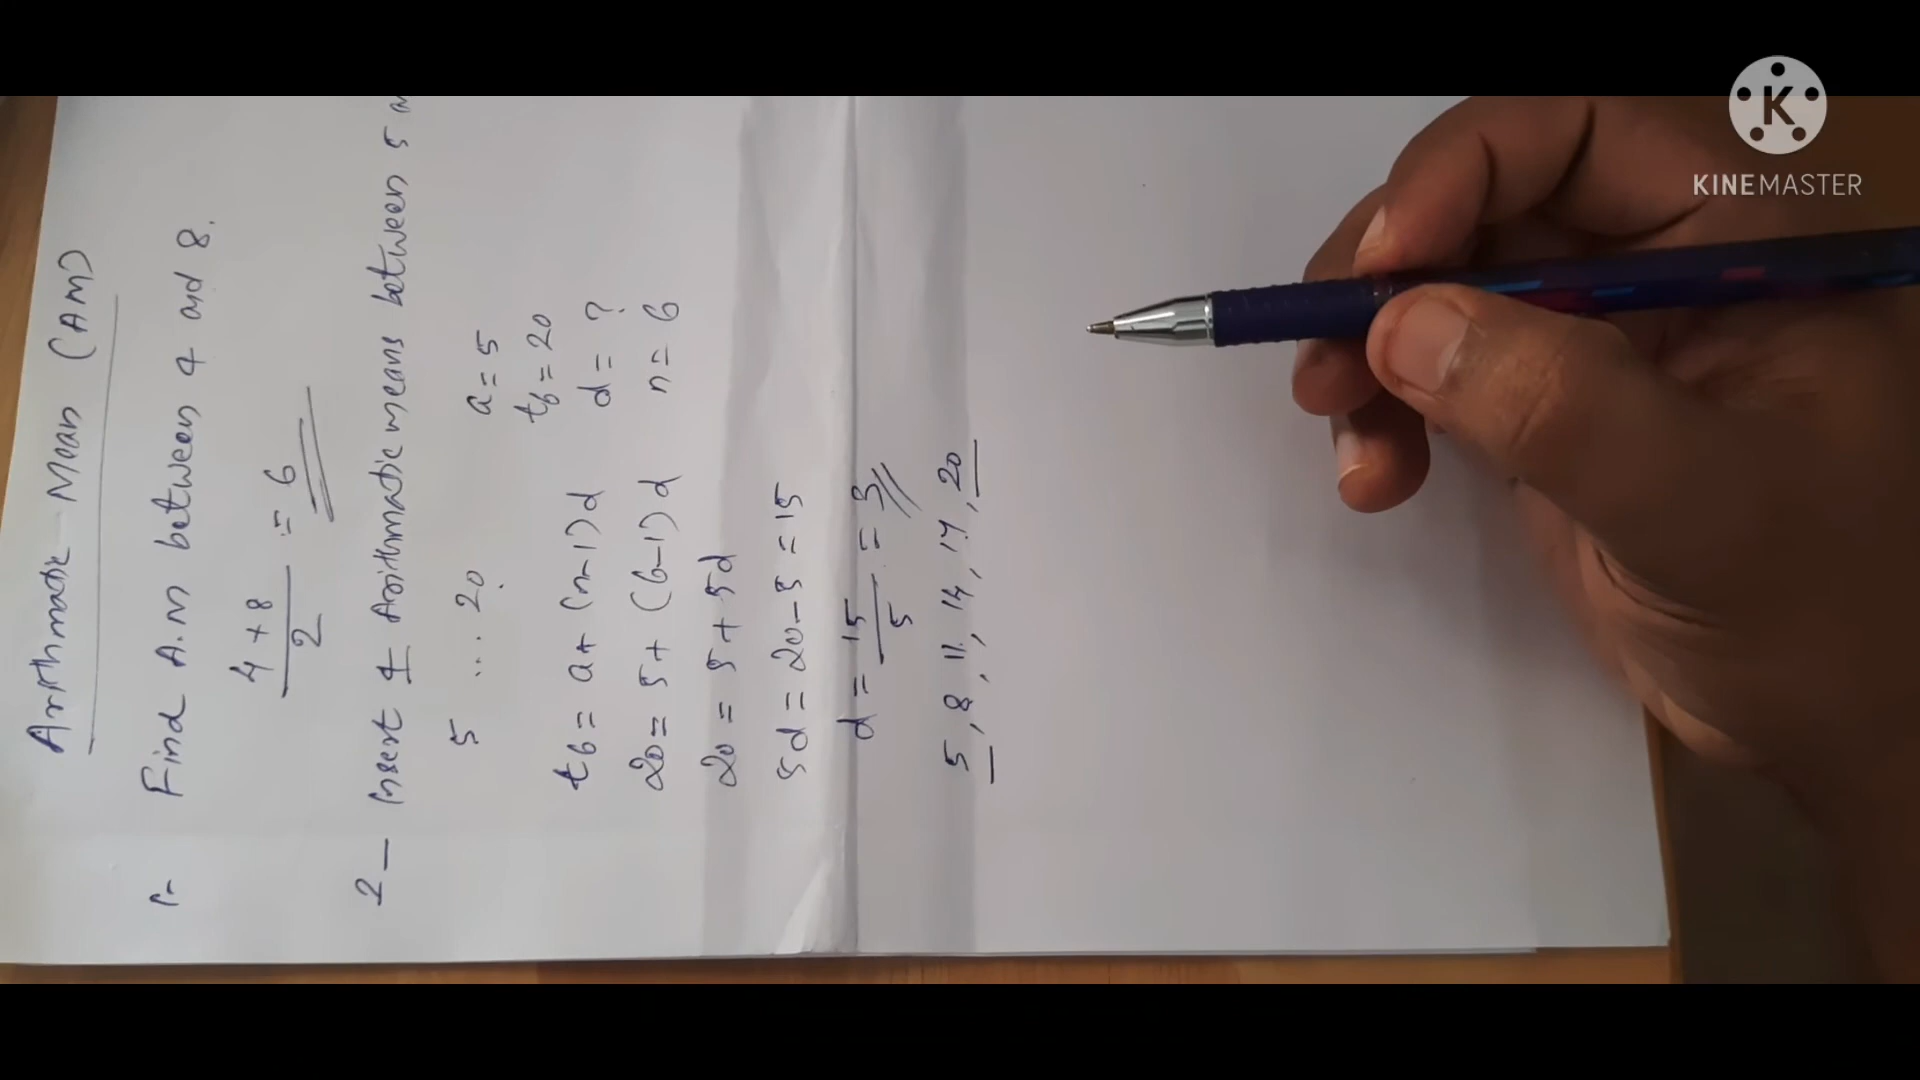 Arithmatic Mean (AM)
1- Find A.M between 4 and 8.
4 + 8
2
= 6
2- Insert 4 Arithmatic means between 5
5 .... 20.
a = 5
t6 = 20
d = ?
n = 6
t6 = a + (n-1) d
20 = 5 + (6-1) d
20 = 5 + 5d
5d = 20 - 5 = 15
d = 15
5
= 3
5, 8, 11, 14, 17, 20
K
KINEMASTER